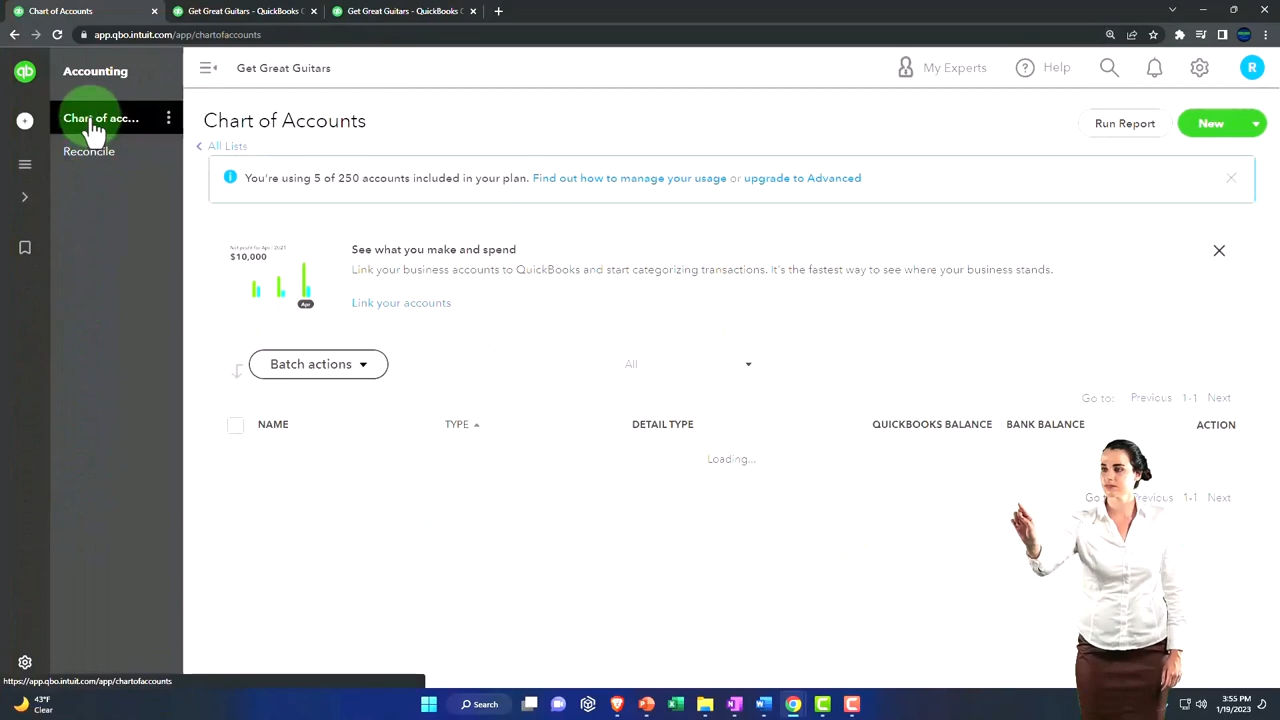 Chart of Accounts
Get Great Guitars - QuickBooks C
Get Great Guitars - QuickBooks C
app.qbo.intuit.com/app/chartofaccounts
qb
Accounting
Get Great Guitars
My Experts
Help
R
Chart of acc...
Reconcile
Chart of Accounts
Run Report
New
All Lists
You're using 5 of 250 accounts included in your plan. Find out how to manage your usage or upgrade to Advanced
$10,000
Apr
See what you make and spend
Link your business accounts to QuickBooks and start categorizing transactions. It's the fastest way to see where your business stands.
Link your accounts
Batch actions
All
Go to: Previous 1-1 Next
NAME
TYPE
DETAIL TYPE
QUICKBOOKS BALANCE
BANK BALANCE
ACTION
Loading...
Previous 1-1 Next
https://app.qbo.intuit.com/app/chartofaccounts
43°F
Clear
Search
3:55 PM
1/19/2023